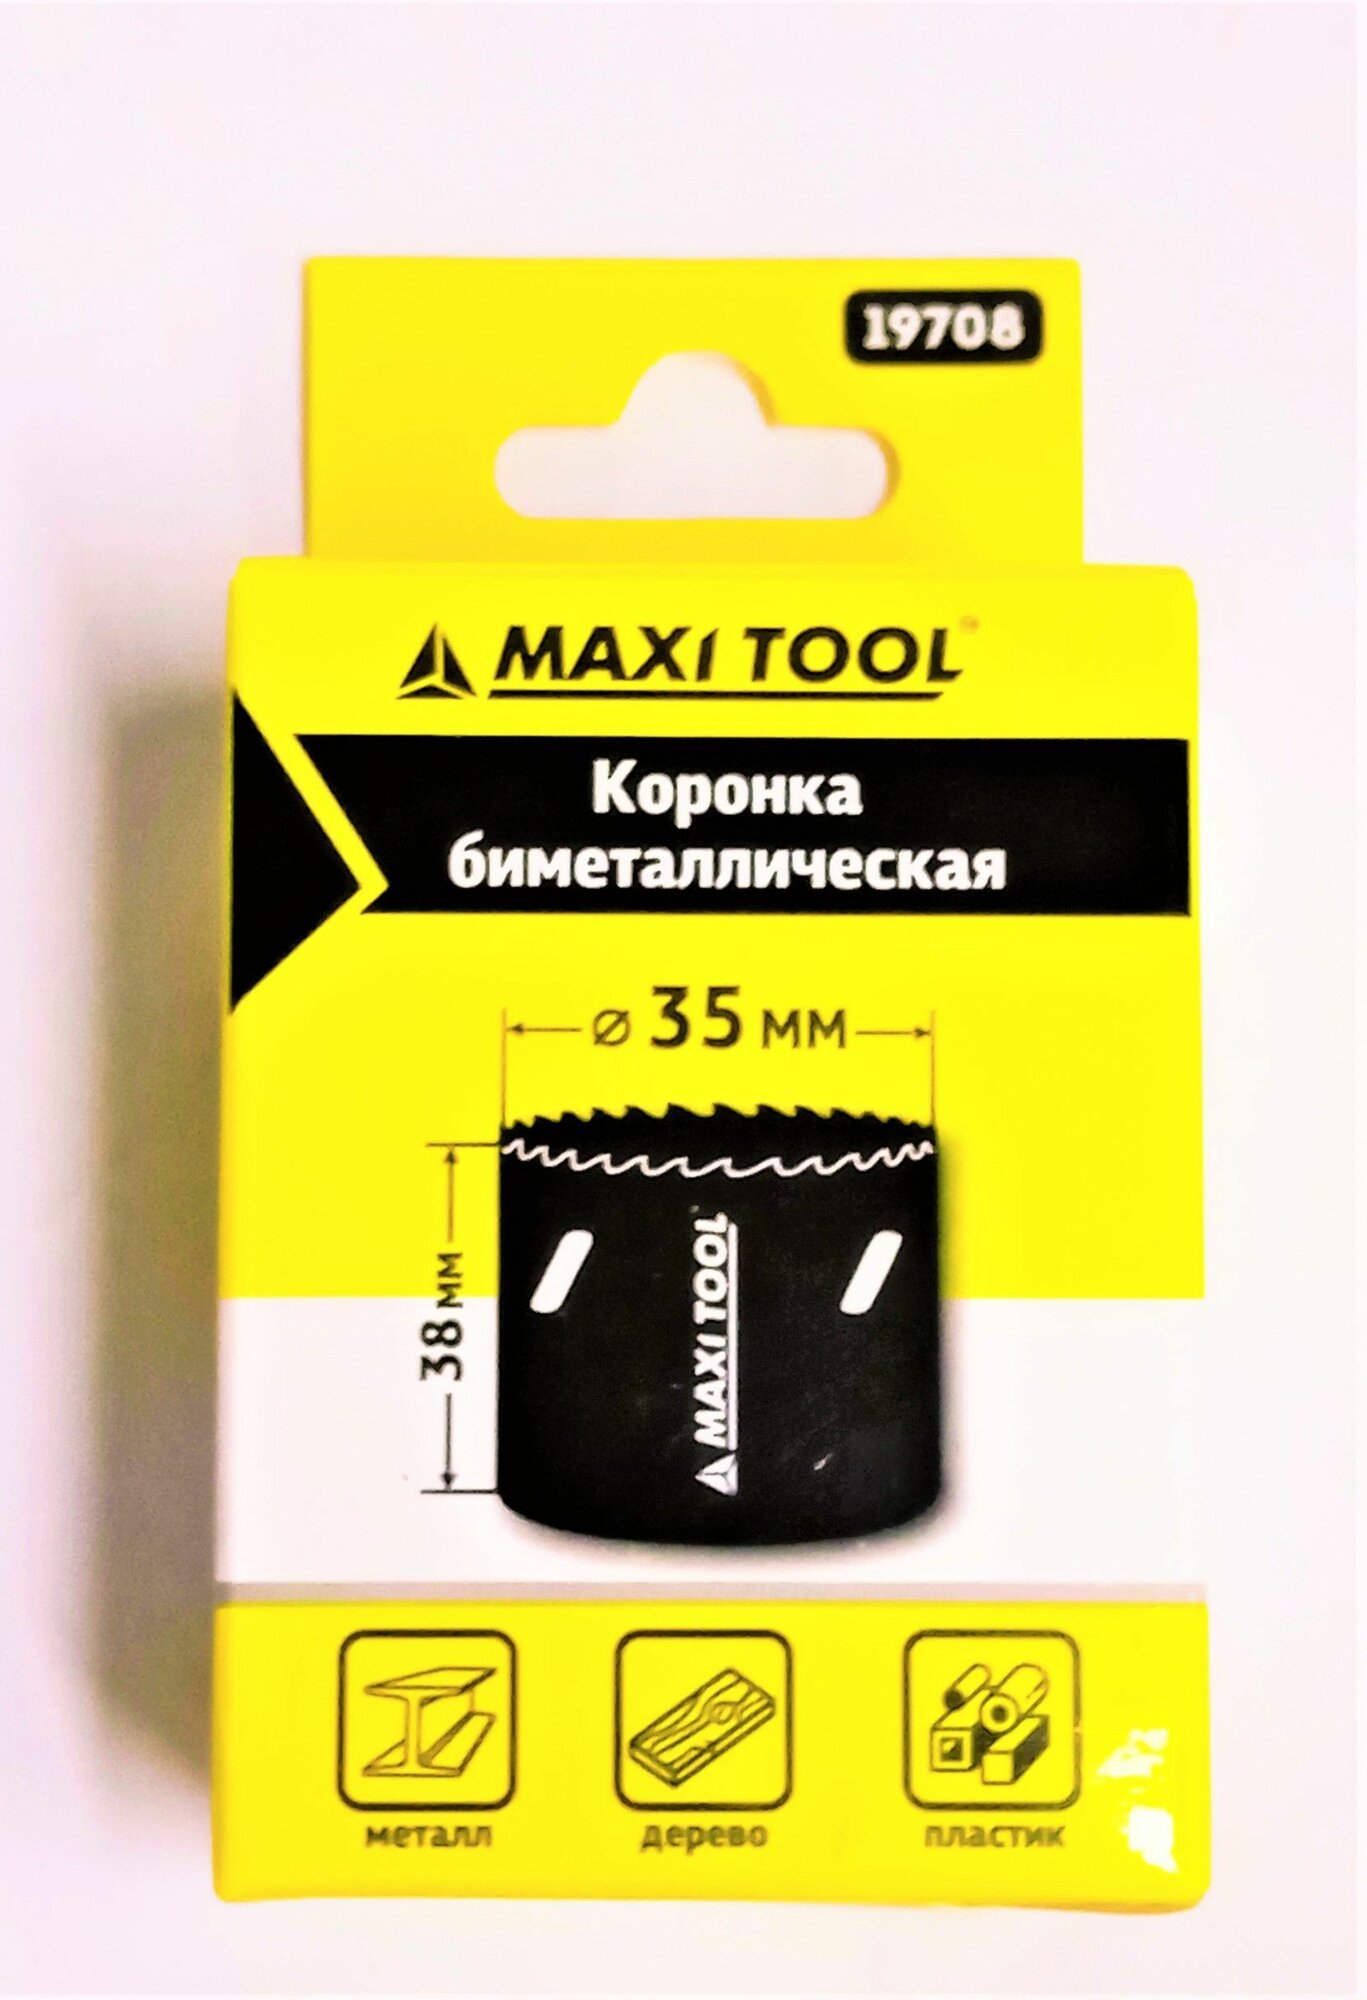 19708
MAXI TOOL
Коронка
биметаллическая
⌀ 35 мм
38 мм
MAXI TOOL
металл
дерево
пластик